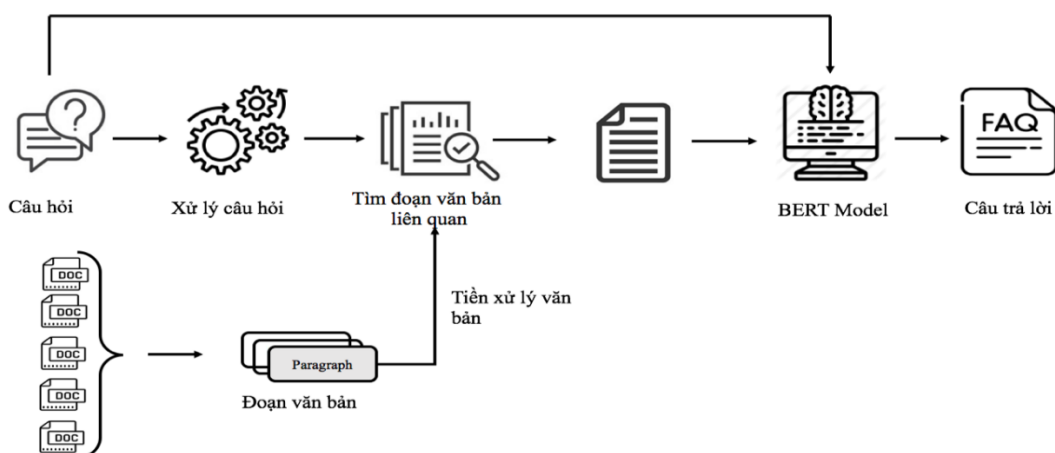 FAQ
Câu hỏi
Xử lý câu hỏi
Tìm đoạn văn bản
liên quan
BERT Model
Câu trả lời
DOC
DOC
DOC
DOC
DOC
Tiền xử lý văn
bản
Paragraph
Đoạn văn bản